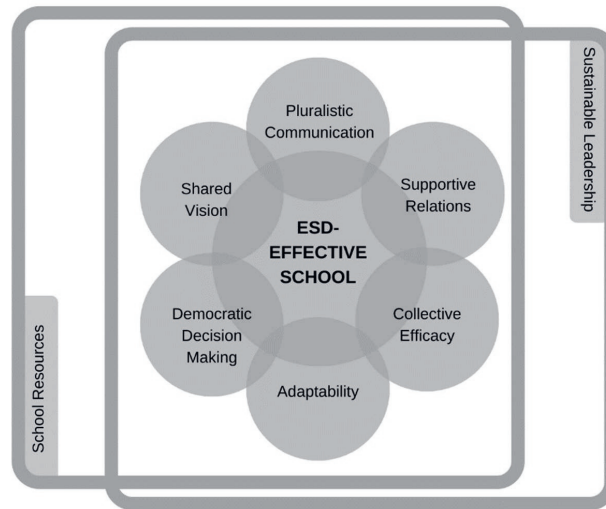 Pluralistic
Communication
Sustainable Leadership
Shared
Vision
Supportive
Relations
ESD-
EFFECTIVE
SCHOOL
Democratic
Decision
Making
Collective
Efficacy
Adaptability
School Resources